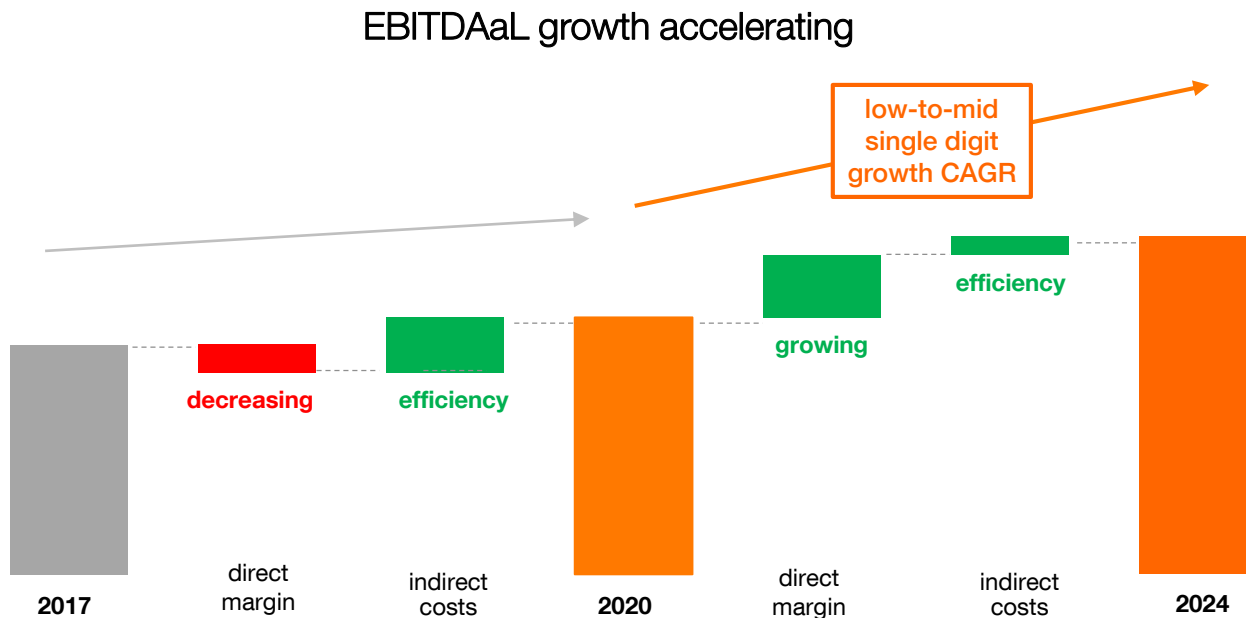 EBITDAaL growth accelerating
low-to-mid
single digit
growth CAGR
efficiency
growing
decreasing
efficiency
2017
direct
margin
indirect
costs
2020
direct
margin
indirect
costs
2024